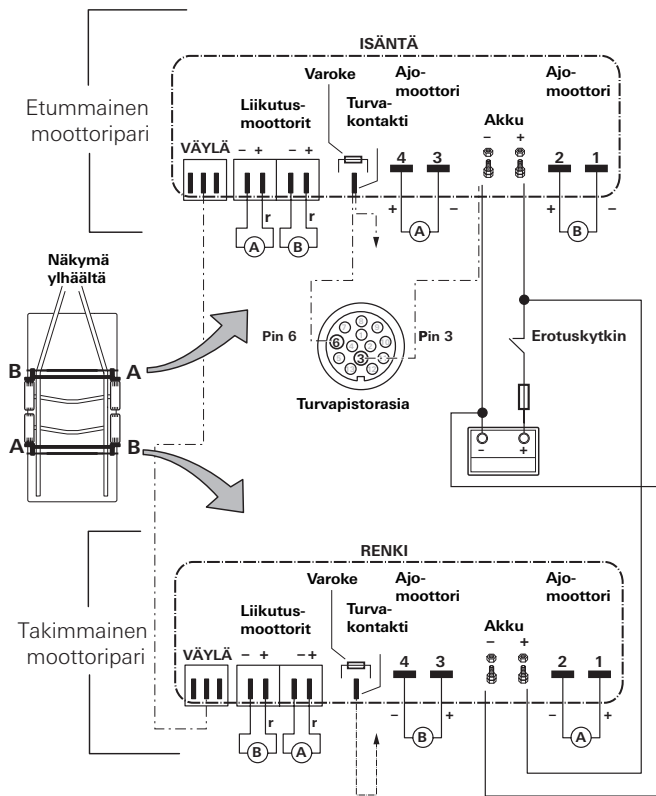 ISÄNTÄ
Etummainen
moottoripari
Varoke
Ajo-
moottori
Ajo-
moottori
Liikutus-
moottorit
Turva-
kontakti
Akku
- +
VÄYLÄ
- + - +
4 3
2 1
r r
+ -
+ -
A B
A
B
Näkymä
ylhäältä
B A
A B
Pin 6
6
3
Pin 3
Turvapistorasia
Erotuskytkin
- +
RENKI
Takimmainen
moottoripari
Varoke
Ajo-
moottori
Ajo-
moottori
Liikutus-
moottorit
Turva-
kontakti
Akku
- +
VÄYLÄ
- + -+
4 3
2 1
r r
- +
- +
B A
B
A